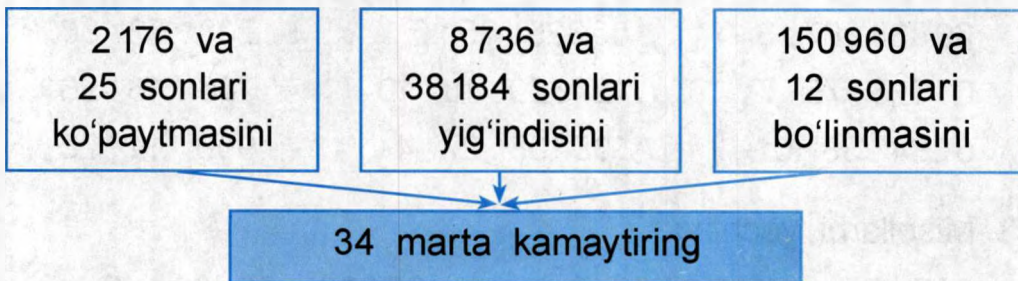 2 176 va
25 sonlari
ko‘paytmasini
8 736 va
38 184 sonlari
yig‘indisini
150 960 va
12 sonlari
bo‘linmasini
34 marta kamaytiring